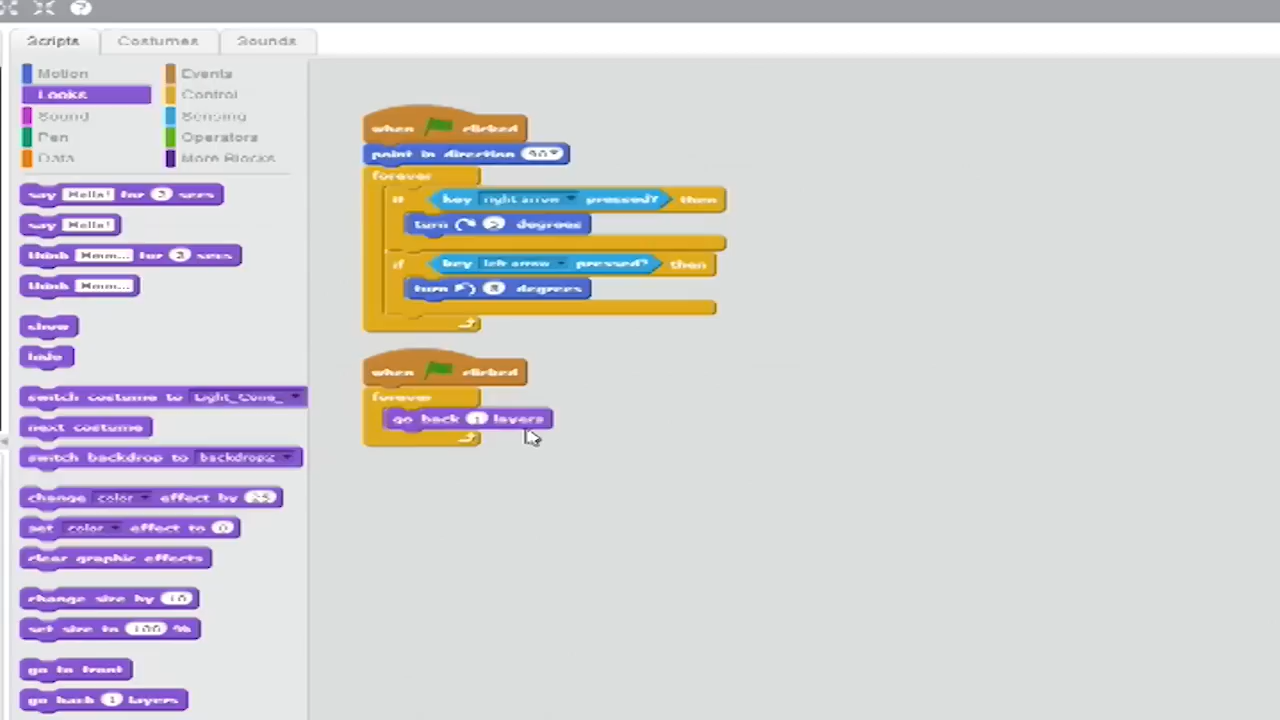 ?
Scripts Costumes Sounds
Motion Events
Looks Control
Sound Sensing
Pen Operators
Data More Blocks
say Hello! for 2 secs
say Hello!
think Hmm... for 2 secs
think Hmm...
show
hide
switch costume to Light_Cone_
next costume
switch backdrop to backdrop2
change color effect by 25
set color effect to 0
clear graphic effects
change size by 10
set size to 100 %
go to front
go back 1 layers
when clicked
point in direction 90
forever
if key right arrow pressed? then
turn degrees
if key left arrow pressed? then
turn degrees
when clicked
forever
go back 1 layers